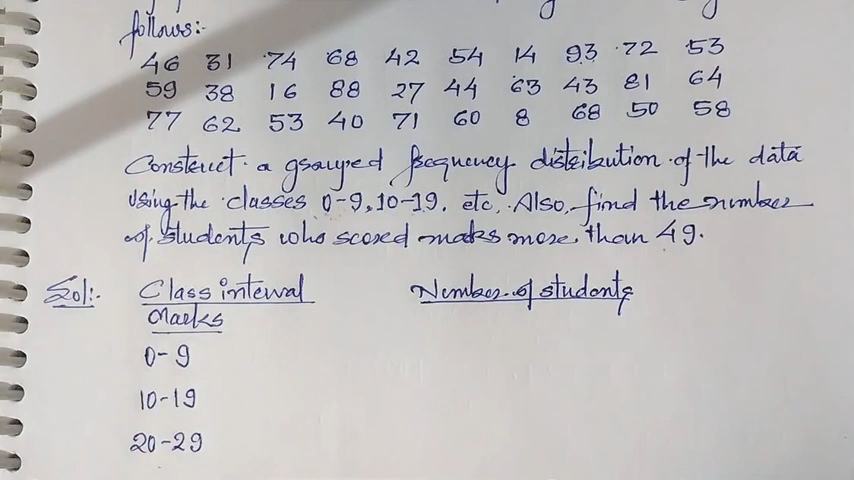 follows:-
46 31 74 68 42 54 14 93 72 53
59 38 16 88 27 44 63 43 81 64
77 62 53 40 71 60 8 68 50 58
Construct a grouped frequency distribution of the data
using the classes 0-9, 10-19, etc. Also, find the number
of students who scored maks more than 49.
Sol:- Class interval Number of students
Marks
0-9
10-19
20-29